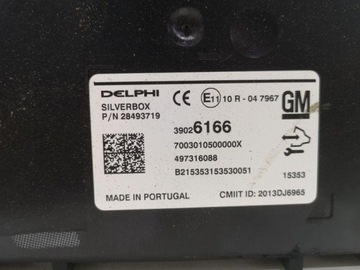 DELPHI
SILVERBOX
P/N 28493719
CE E11 10 R - 04 7967
GM
39026166
7003010500000X
497316088
B215353153530051
15353
MADE IN PORTUGAL
CMIIT ID: 2013DJ6965